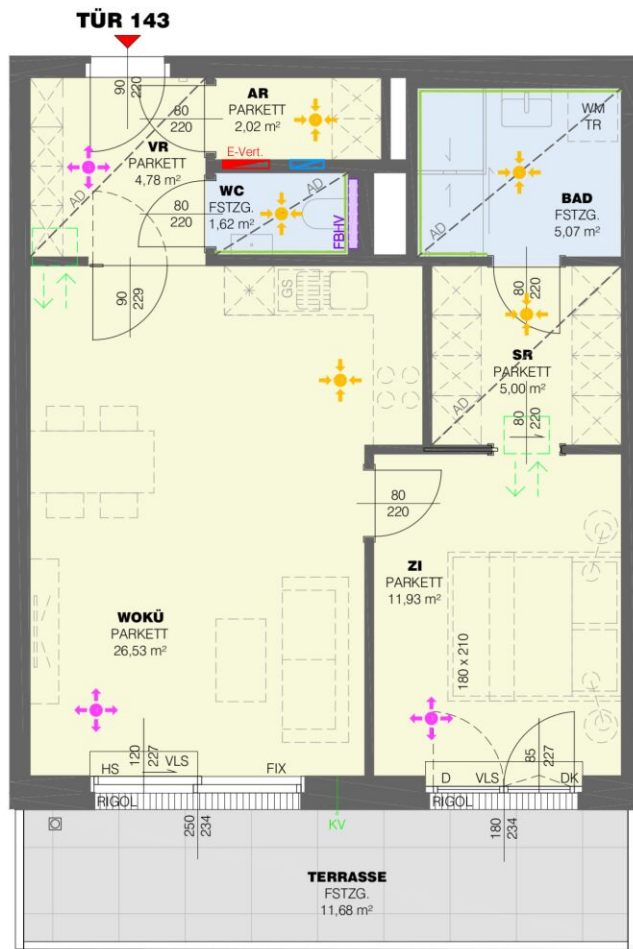 TÜR 143
90
220
AR
PARKETT
2,02 m²
80
220
E-Vert.
VR
PARKETT
4,78 m²
AD
WC
FSTZG.
1,62 m²
AD
FBHV
80
220
WM
TR
BAD
FSTZG.
5,07 m²
AD
90
229
GS
80
220
SR
PARKETT
5,00 m²
AD
80
220
80
220
ZI
PARKETT
11,93 m²
180 x 210
WOKÜ
PARKETT
26,53 m²
HS
120
227
VLS
FIX
RIGOL
D
VLS
85
227
DK
RIGOL
KV
250
234
180
234
TERRASSE
FSTZG.
11,68 m²